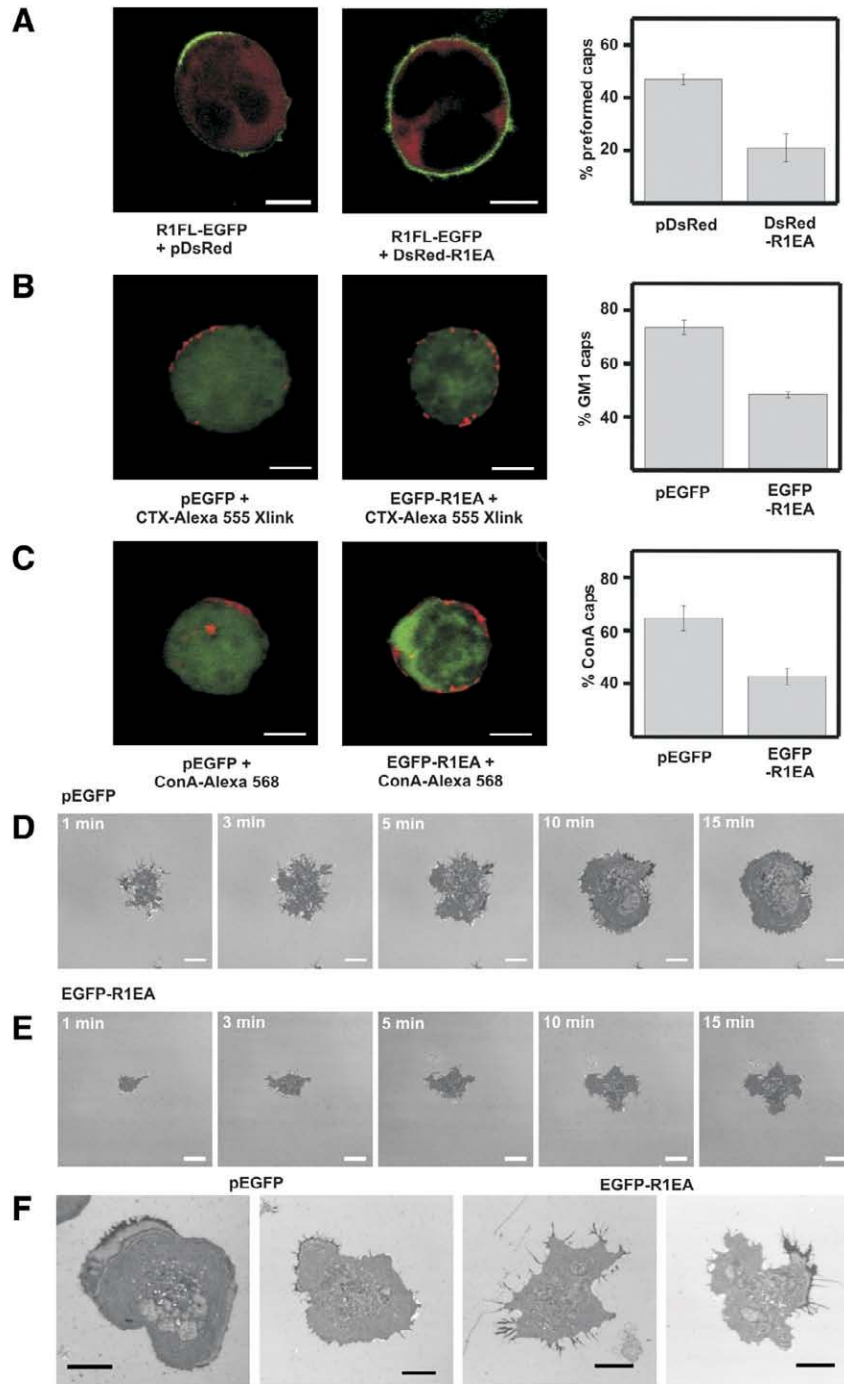 A
R1FL-EGFP
+ pDsRed
R1FL-EGFP
+ DsRed-R1EA
% preformed caps
60
40
20
pDsRed
DsRed
-R1EA
B
pEGFP +
CTX-Alexa 555 Xlink
EGFP-R1EA +
CTX-Alexa 555 Xlink
% GM1 caps
80
60
40
pEGFP
EGFP
-R1EA
C
pEGFP +
ConA-Alexa 568
EGFP-R1EA +
ConA-Alexa 568
% ConA caps
80
60
40
pEGFP
EGFP
-R1EA
pEGFP
D
1 min
3 min
5 min
10 min
15 min
EGFP-R1EA
E
1 min
3 min
5 min
10 min
15 min
pEGFP
EGFP-R1EA
F